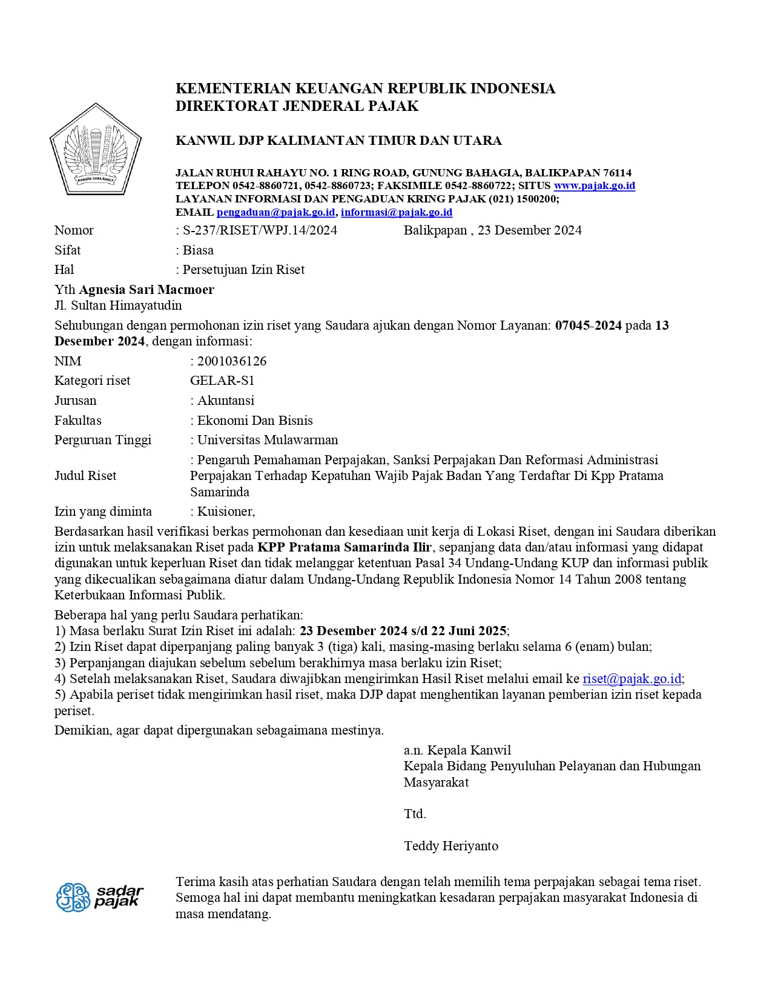 KEMENTERIAN KEUANGAN REPUBLIK INDONESIA
DIREKTORAT JENDERAL PAJAK
KANWIL DJP KALIMANTAN TIMUR DAN UTARA
JALAN RUHUI RAHAYU NO. 1 RING ROAD, GUNUNG BAHAGIA, BALIKPAPAN 76114
TELEPON 0542-8860721, 0542-8860723; FAKSIMILE 0542-8860722; SITUS www.pajak.go.id
LAYANAN INFORMASI DAN PENGADUAN KRING PAJAK (021) 1500200;
EMAIL pengaduan@pajak.go.id, informasi@pajak.go.id
NAGARA DANA RAKCA
Nomor : S-237/RISET/WPJ.14/2024 Balikpapan , 23 Desember 2024
Sifat : Biasa
Hal : Persetujuan Izin Riset
Yth Agnesia Sari Macmoer
Jl. Sultan Himayatudin
Sehubungan dengan permohonan izin riset yang Saudara ajukan dengan Nomor Layanan: 07045-2024 pada 13
Desember 2024, dengan informasi:
NIM : 2001036126
Kategori riset GELAR-S1
Jurusan : Akuntansi
Fakultas : Ekonomi Dan Bisnis
Perguruan Tinggi : Universitas Mulawarman
: Pengaruh Pemahaman Perpajakan, Sanksi Perpajakan Dan Reformasi Administrasi
Judul Riset Perpajakan Terhadap Kepatuhan Wajib Pajak Badan Yang Terdaftar Di Kpp Pratama
Samarinda
Izin yang diminta : Kuisioner,
Berdasarkan hasil verifikasi berkas permohonan dan kesediaan unit kerja di Lokasi Riset, dengan ini Saudara diberikan
izin untuk melaksanakan Riset pada KPP Pratama Samarinda Ilir, sepanjang data dan/atau informasi yang didapat
digunakan untuk keperluan Riset dan tidak melanggar ketentuan Pasal 34 Undang-Undang KUP dan informasi publik
yang dikecualikan sebagaimana diatur dalam Undang-Undang Republik Indonesia Nomor 14 Tahun 2008 tentang
Keterbukaan Informasi Publik.
Beberapa hal yang perlu Saudara perhatikan:
1) Masa berlaku Surat Izin Riset ini adalah: 23 Desember 2024 s/d 22 Juni 2025;
2) Izin Riset dapat diperpanjang paling banyak 3 (tiga) kali, masing-masing berlaku selama 6 (enam) bulan;
3) Perpanjangan diajukan sebelum sebelum berakhirnya masa berlaku izin Riset;
4) Setelah melaksanakan Riset, Saudara diwajibkan mengirimkan Hasil Riset melalui email ke riset@pajak.go.id;
5) Apabila periset tidak mengirimkan hasil riset, maka DJP dapat menghentikan layanan pemberian izin riset kepada
periset.
Demikian, agar dapat dipergunakan sebagaimana mestinya.
a.n. Kepala Kanwil
Kepala Bidang Penyuluhan Pelayanan dan Hubungan
Masyarakat
Ttd.
Teddy Heriyanto
sadar
pajak
Terima kasih atas perhatian Saudara dengan telah memilih tema perpajakan sebagai tema riset.
Semoga hal ini dapat membantu meningkatkan kesadaran perpajakan masyarakat Indonesia di
masa mendatang.